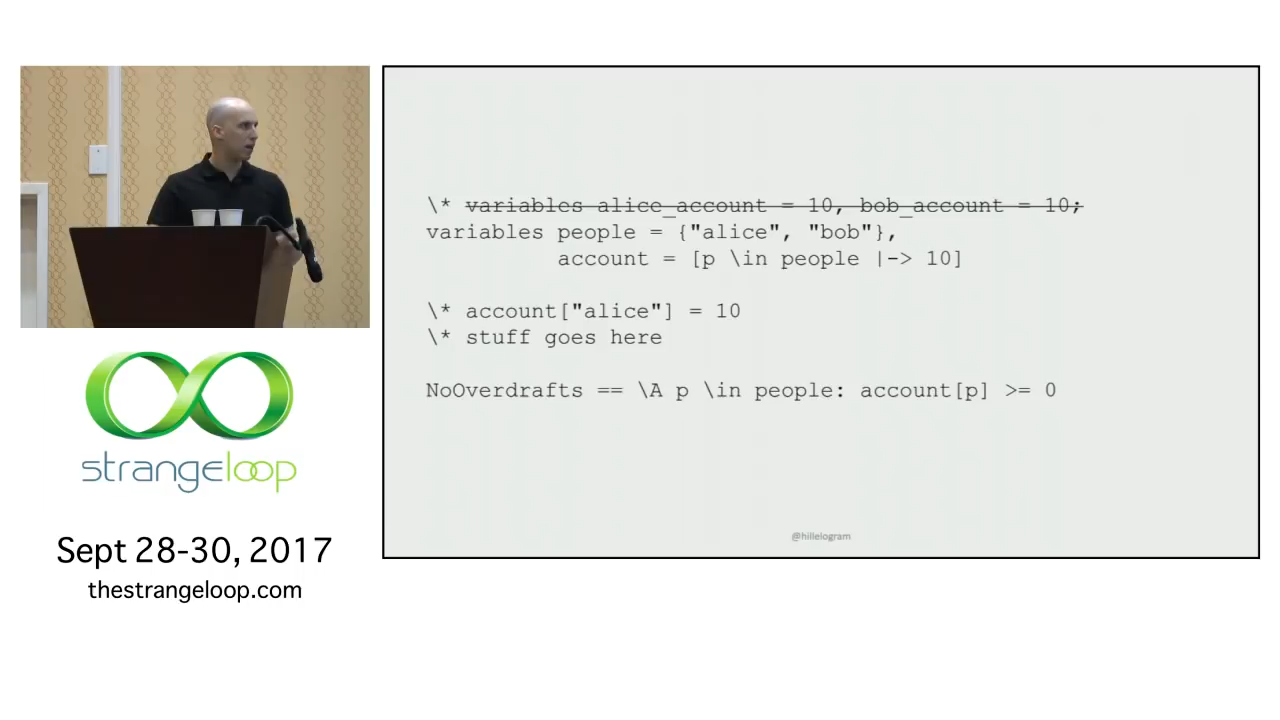 \* variables alice_account = 10, bob_account = 10;
variables people = {"alice", "bob"},
account = [p \in people |-> 10]
\* account["alice"] = 10
\* stuff goes here
NoOverdrafts == \A p \in people: account[p] >= 0
@hillelogram
strangeloop
Sept 28-30, 2017
thestrangeloop.com